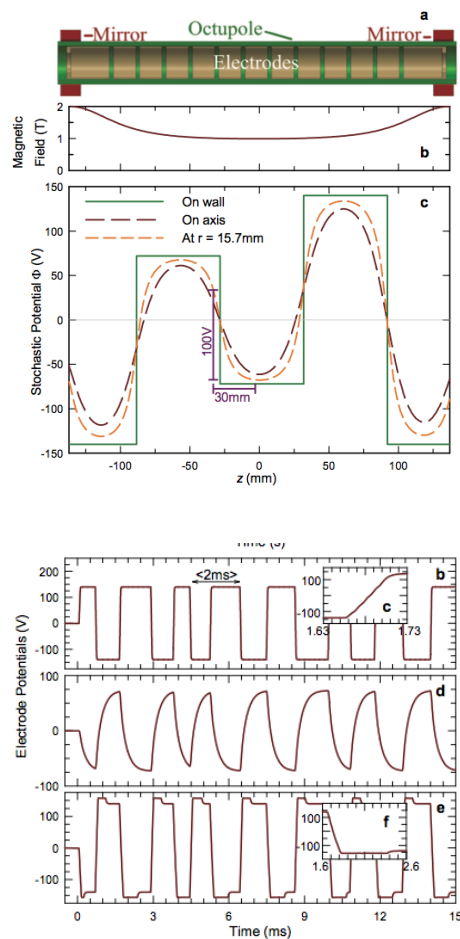 a
Mirror
Octupole
Mirror
Electrodes
Magnetic
Field (T)
2
1
0
b
Stochastic Potential Φ (V)
150
100
50
0
-50
-100
-150
c
On wall
On axis
At r = 15.7mm
100V
30mm
-100
-50
0
50
100
z (mm)
Time (s)
Electrode Potentials (V)
200
100
0
-100
b
<2ms>
100
-100
c
1.63
1.73
100
0
-100
d
100
0
-100
e
100
-100
f
1.6
2.6
0
3
6
9
12
15
Time (ms)